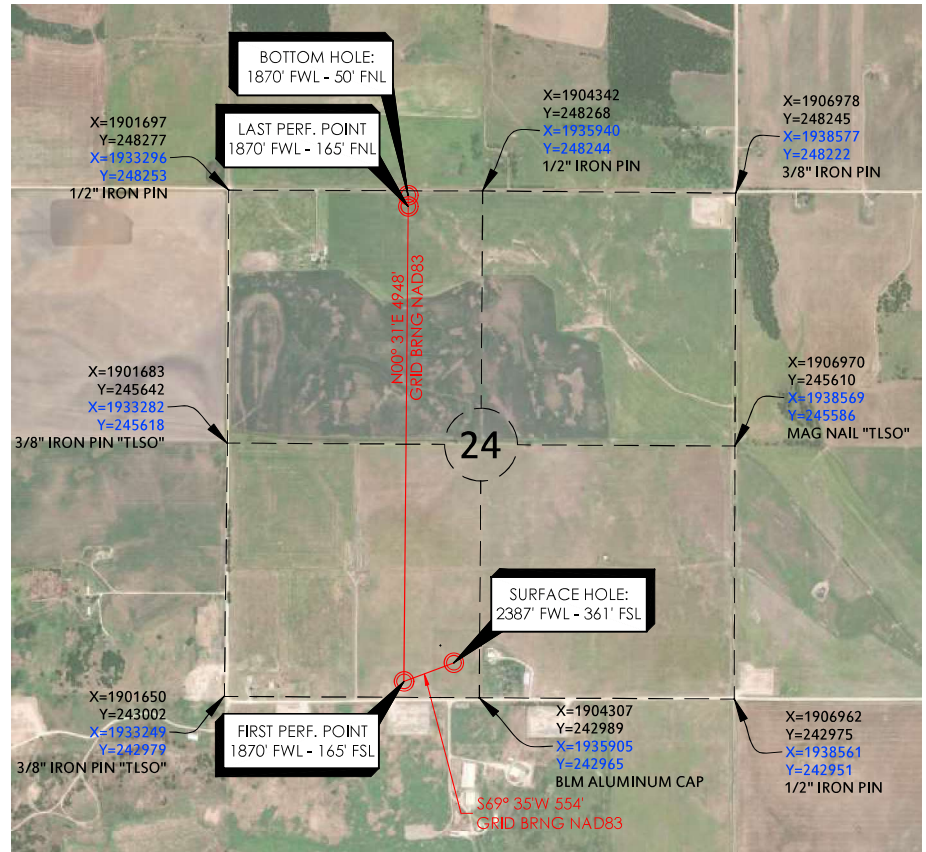 BOTTOM HOLE:
1870' FWL - 50' FNL
LAST PERF. POINT
1870' FWL - 165' FNL
X=1901697
Y=248277
X=1933296
Y=248253
1/2" IRON PIN
X=1904342
Y=248268
X=1935940
Y=248244
1/2" IRON PIN
X=1906978
Y=248245
X=1938577
Y=248222
3/8" IRON PIN
N00° 31'E 4948'
GRID BRNG NAD83
X=1901683
Y=245642
X=1933282
Y=245618
3/8" IRON PIN "TLSO"
24
X=1906970
Y=245610
X=1938569
Y=245586
MAG NAIL "TLSO"
SURFACE HOLE:
2387' FWL - 361' FSL
X=1901650
Y=243002
X=1933249
Y=242979
3/8" IRON PIN "TLSO"
FIRST PERF. POINT
1870' FWL - 165' FSL
X=1904307
Y=242989
X=1935905
Y=242965
BLM ALUMINUM CAP
X=1906962
Y=242975
X=1938561
Y=242951
1/2" IRON PIN
S69° 35'W 554'
GRID BRNG NAD83